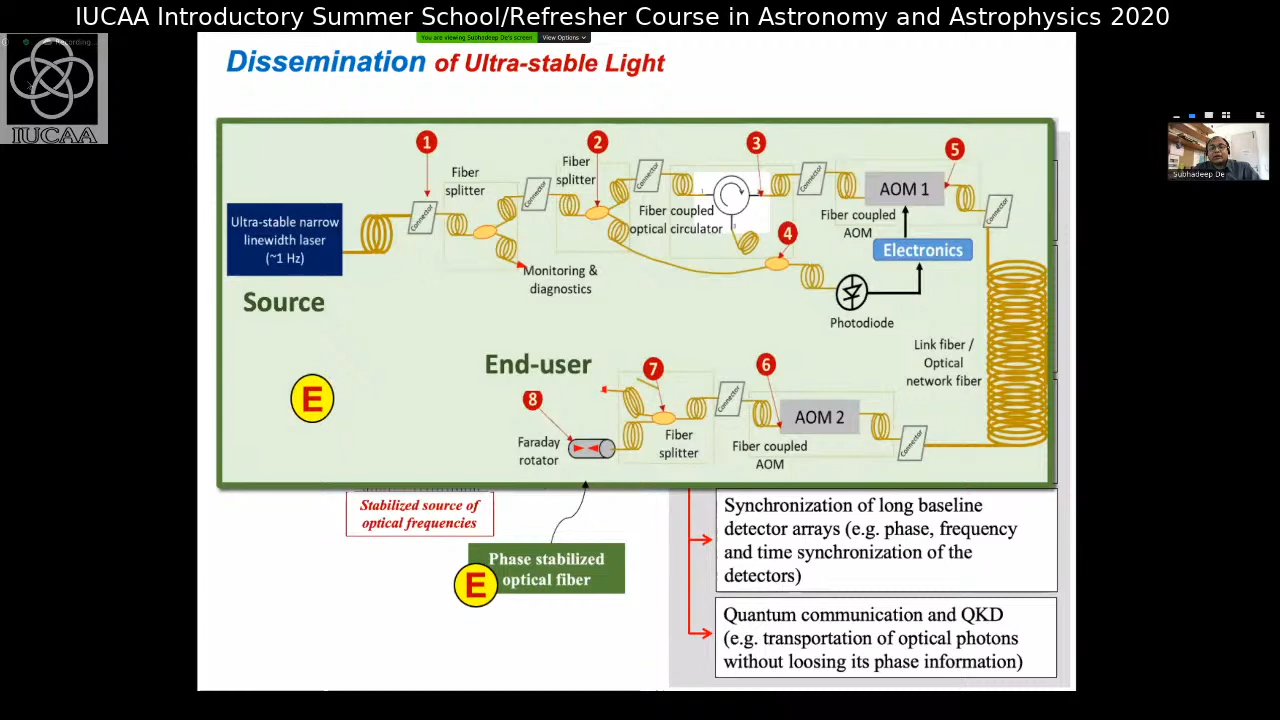 IUCAA Introductory Summer School/Refresher Course in Astronomy and Astrophysics 2020
Recording...
You are viewing Subhadeep De's screen
View Options
IUCAA
Subhadeep De
Dissemination of Ultra-stable Light
1
2
3
5
Fiber
splitter
Connector
Fiber
splitter
Connector
Connector
1
3
Fiber coupled
optical circulator
Connector
AOM 1
Fiber coupled
AOM
Connector
4
Electronics
Ultra-stable narrow
linewidth laser
(~1 Hz)
Monitoring &
diagnostics
Source
Photodiode
Link fiber /
Optical
network fiber
End-user
E
8
7
6
Faraday
rotator
Fiber
splitter
Connector
AOM 2
Fiber coupled
AOM
Connector
Stabilized source of
optical frequencies
Phase stabilized
optical fiber
E
Synchronization of long baseline
detector arrays (e.g. phase, frequency
and time synchronization of the
detectors)
Quantum communication and QKD
(e.g. transportation of optical photons
without loosing its phase information)